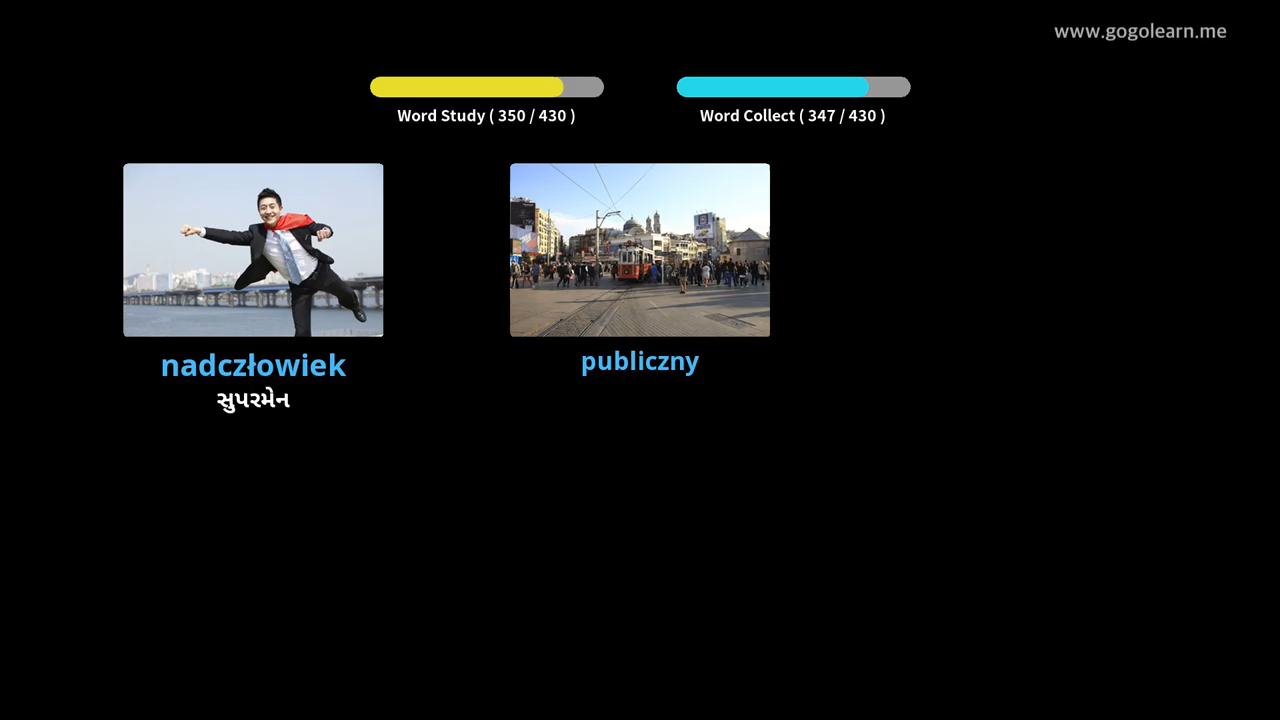 www.gogolearn.me
Word Study ( 350 / 430 )
Word Collect ( 347 / 430 )
nadczłowiek
સુપરમેન
publiczny